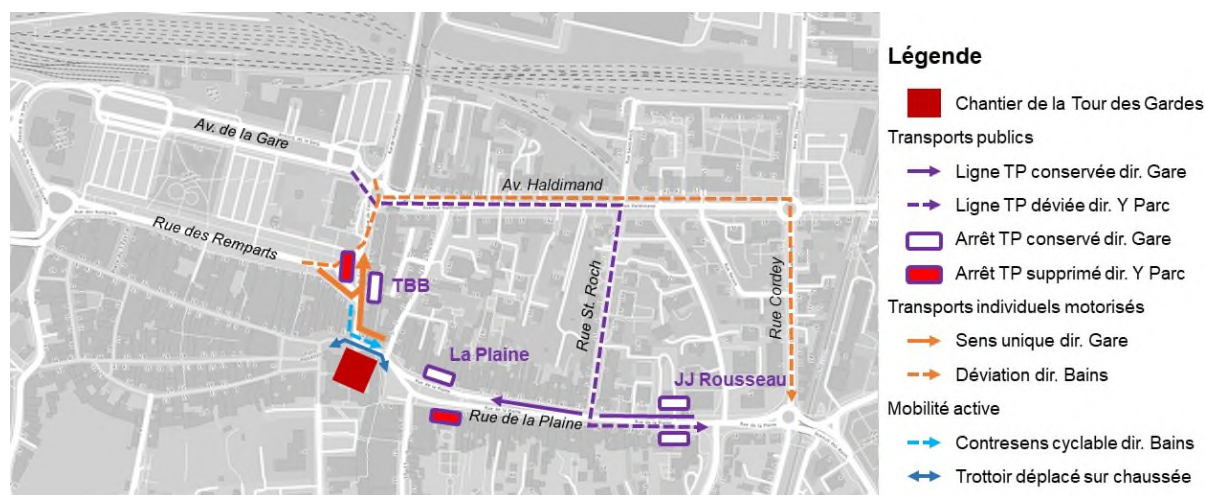 Av. de la Gare
Av. Haldimand
Rue des Remparts
TBB
Rue St. Roch
Rue Cordey
La Plaine
JJ Rousseau
Rue de la Plaine
Légende
Chantier de la Tour des Gardes
Transports publics
Ligne TP conservée dir. Gare
Ligne TP déviée dir. Y Parc
Arrêt TP conservé dir. Gare
Arrêt TP supprimé dir. Y Parc
Transports individuels motorisés
Sens unique dir. Gare
Déviation dir. Bains
Mobilité active
Contresens cyclable dir. Bains
Trottoir déplacé sur chaussée